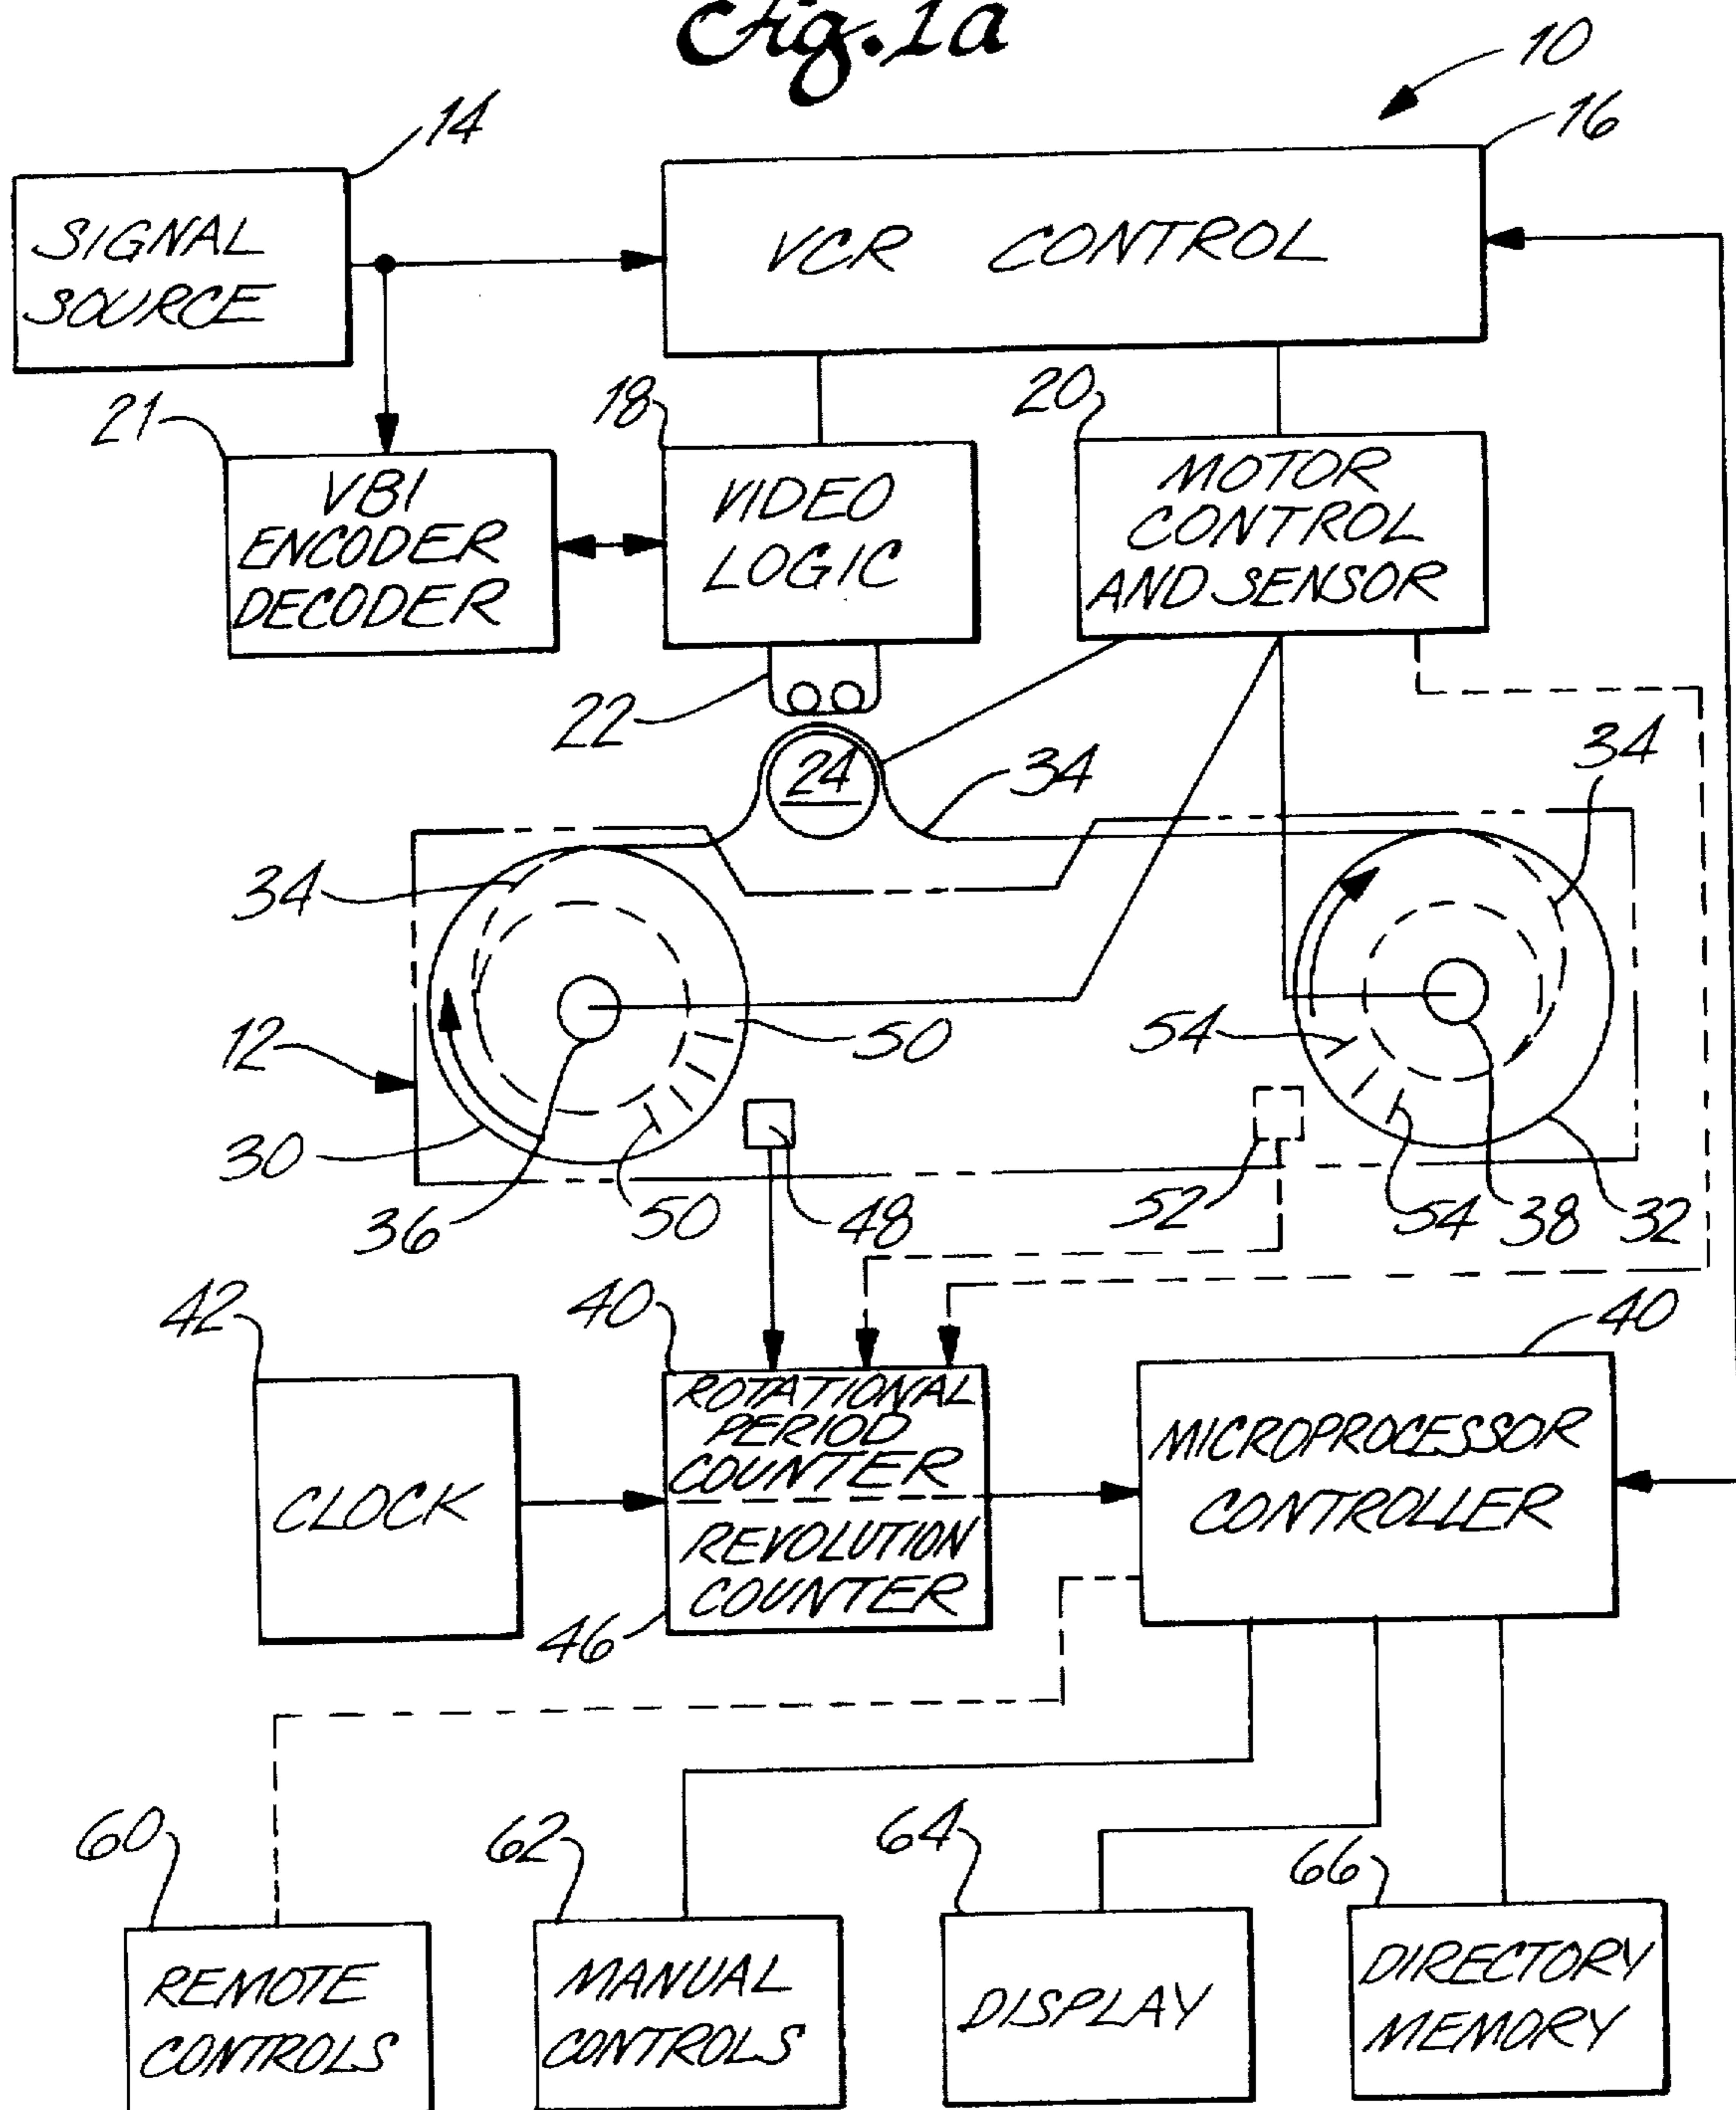 Fig. 1a
10
14
16
SIGNAL
SOURCE
VCR CONTROL
21
18
20
VBI
ENCODER
DECODER
VIDEO
LOGIC
MOTOR
CONTROL
AND SENSOR
22
24
34
34
34
12
50
54
30
36
50
48
52
54
38
32
42
40
40
CLOCK
ROTATIONAL
PERIOD
COUNTER
REVOLUTION
COUNTER
46
MICROPROCESSOR
CONTROLLER
60
62
64
66
REMOTE
CONTROLS
MANUAL
CONTROLS
DISPLAY
DIRECTORY
MEMORY